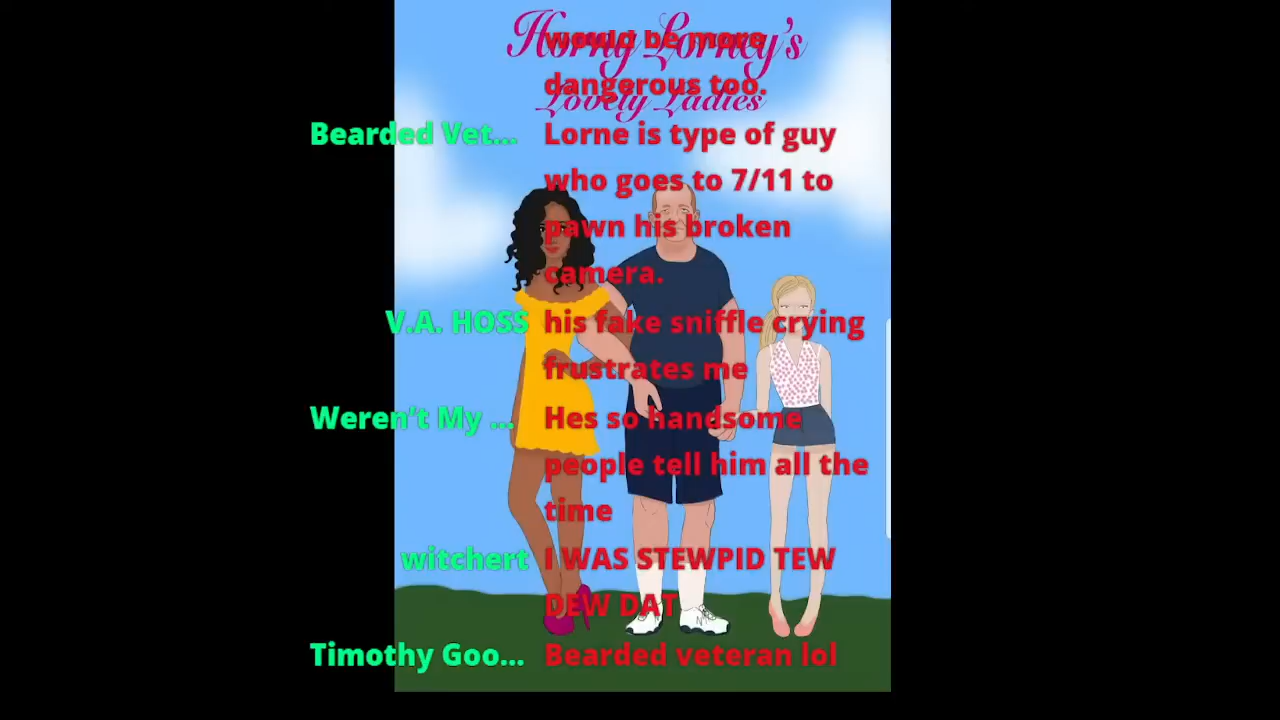 Horny Lorney's
would be more
dangerous too.
Lovely Ladies
Bearded Vet... Lorne is type of guy
who goes to 7/11 to
pawn his broken
camera.
V.A. HOSS his fake sniffle crying
frustrates me
Weren't My ... Hes so handsome
people tell him all the
time
witchert I WAS STEWPID TEW
DEW DAT
Timothy Goo... Bearded veteran lol